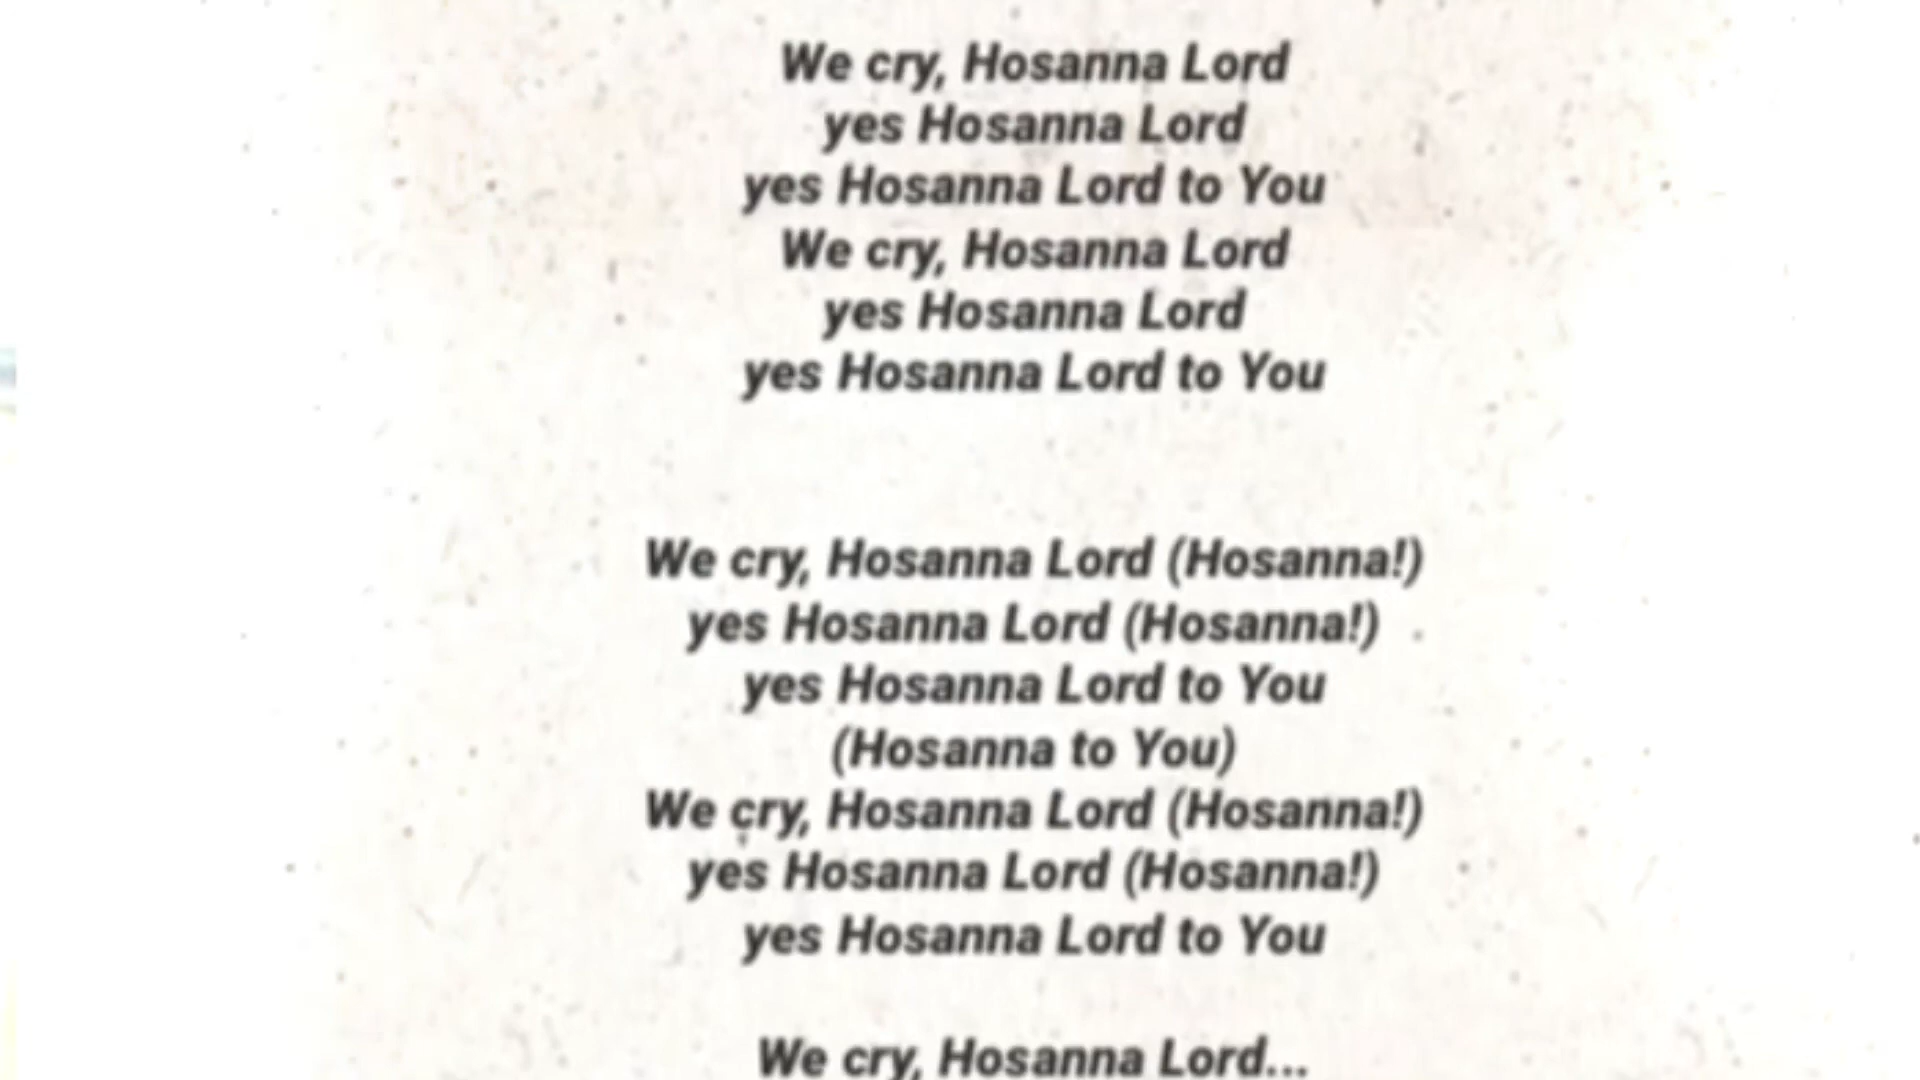 We cry, Hosanna Lord
yes Hosanna Lord
yes Hosanna Lord to You
We cry, Hosanna Lord
yes Hosanna Lord
yes Hosanna Lord to You
We cry, Hosanna Lord (Hosanna!)
yes Hosanna Lord (Hosanna!)
yes Hosanna Lord to You
(Hosanna to You)
We cry, Hosanna Lord (Hosanna!)
yes Hosanna Lord (Hosanna!)
yes Hosanna Lord to You
We cry, Hosanna Lord...